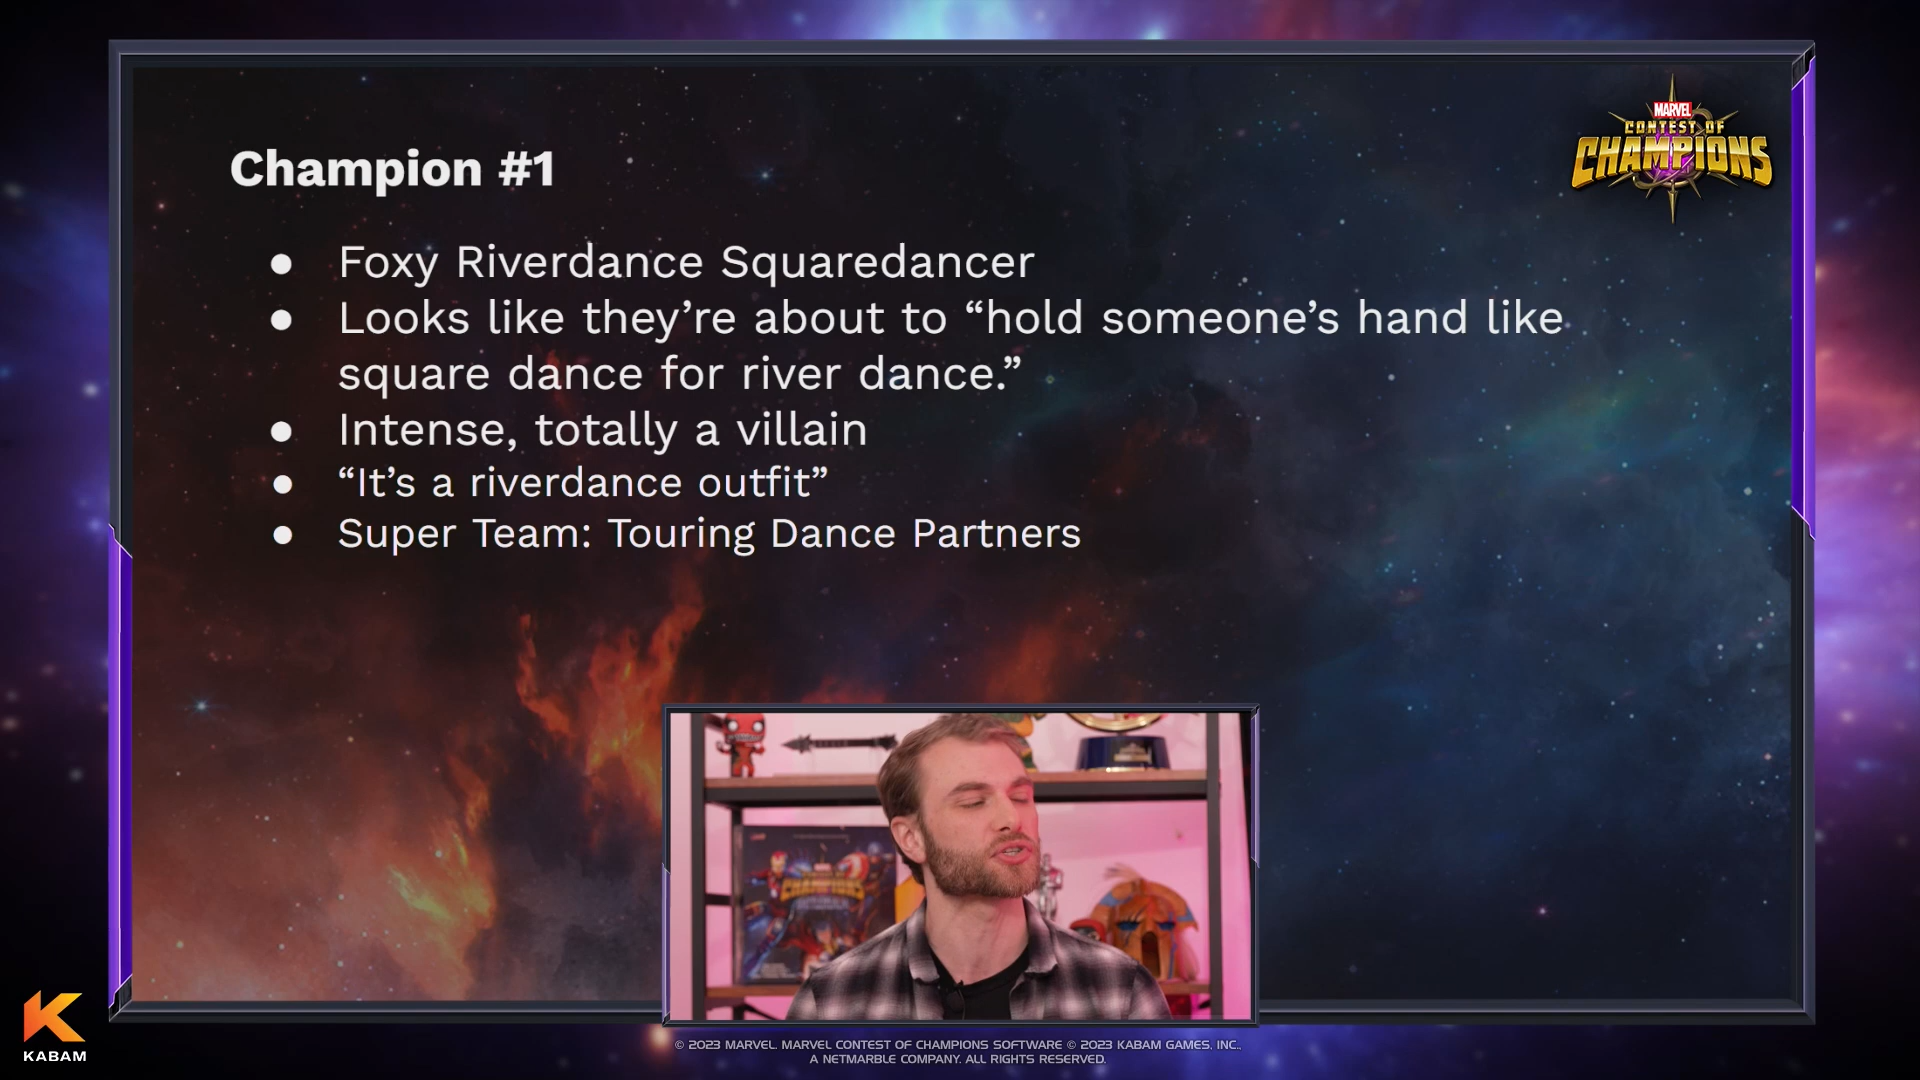 MARVEL
CONTEST OF
CHAMPIONS
Champion #1
● Foxy Riverdance Squaredancer
● Looks like they’re about to “hold someone’s hand like
square dance for river dance.”
● Intense, totally a villain
● “It’s a riverdance outfit”
● Super Team: Touring Dance Partners
CHAMPIONS
KABAM
© 2023 MARVEL. MARVEL CONTEST OF CHAMPIONS SOFTWARE © 2023 KABAM GAMES, INC.,
A NETMARBLE COMPANY. ALL RIGHTS RESERVED.